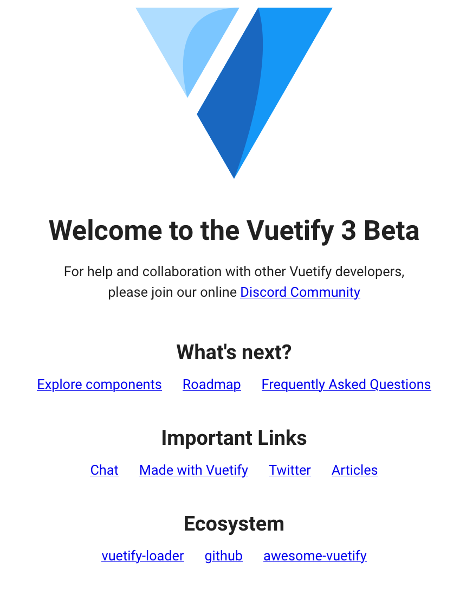 Welcome to the Vuetify 3 Beta
For help and collaboration with other Vuetify developers,
please join our online Discord Community
What's next?
Explore components Roadmap Frequently Asked Questions
Important Links
Chat Made with Vuetify Twitter Articles
Ecosystem
vuetify-loader github awesome-vuetify